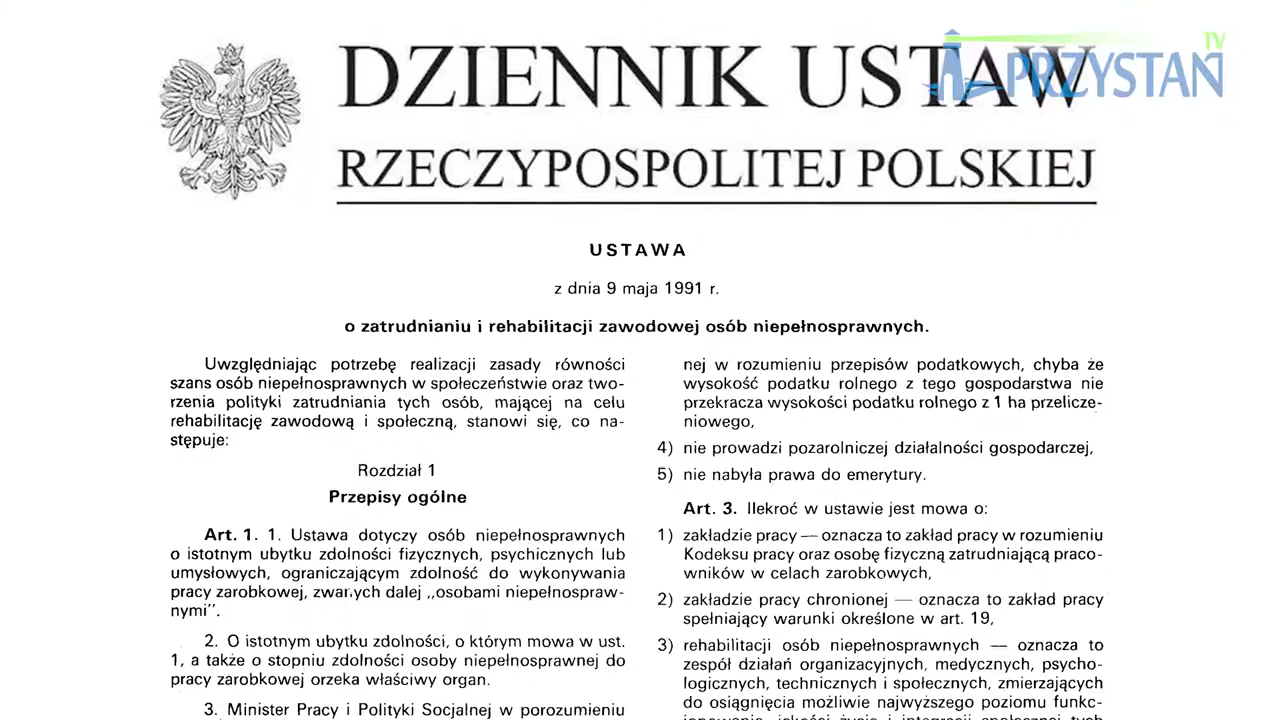 DZIENNIK USTAW
TV
PRZYSTAŃ
RZECZYPOSPOLITEJ POLSKIEJ
USTAWA
z dnia 9 maja 1991 r.
o zatrudnianiu i rehabilitacji zawodowej osób niepełnosprawnych.
Uwzględniając potrzebę realizacji zasady równości
szans osób niepełnosprawnych w społeczeństwie oraz two-
rzenia polityki zatrudniania tych osób, mającej na celu
rehabilitację zawodową i społeczną, stanowi się, co na-
stępuje:
Rozdział 1
Przepisy ogólne
Art. 1. 1. Ustawa dotyczy osób niepełnosprawnych
o istotnym ubytku zdolności fizycznych, psychicznych lub
umysłowych, ograniczającym zdolność do wykonywania
pracy zarobkowej, zwanych dalej „osobami niepełnospraw-
nymi”.
2. O istotnym ubytku zdolności, o którym mowa w ust.
1, a także o stopniu zdolności osoby niepełnosprawnej do
pracy zarobkowej orzeka właściwy organ.
3. Minister Pracy i Polityki Socjalnej w porozumieniu
nej w rozumieniu przepisów podatkowych, chyba że
wysokość podatku rolnego z tego gospodarstwa nie
przekracza wysokości podatku rolnego z 1 ha przelicze-
niowego,
4) nie prowadzi pozarolniczej działalności gospodarczej,
5) nie nabyła prawa do emerytury.
Art. 3. Ilekroć w ustawie jest mowa o:
1) zakładzie pracy — oznacza to zakład pracy w rozumieniu
Kodeksu pracy oraz osobę fizyczną zatrudniającą praco-
wników w celach zarobkowych,
2) zakładzie pracy chronionej — oznacza to zakład pracy
spełniający warunki określone w art. 19,
3) rehabilitacji osób niepełnosprawnych — oznacza to
zespół działań organizacyjnych, medycznych, psycho-
logicznych, technicznych i społecznych, zmierzających
do osiągnięcia możliwie najwyższego poziomu funkc-